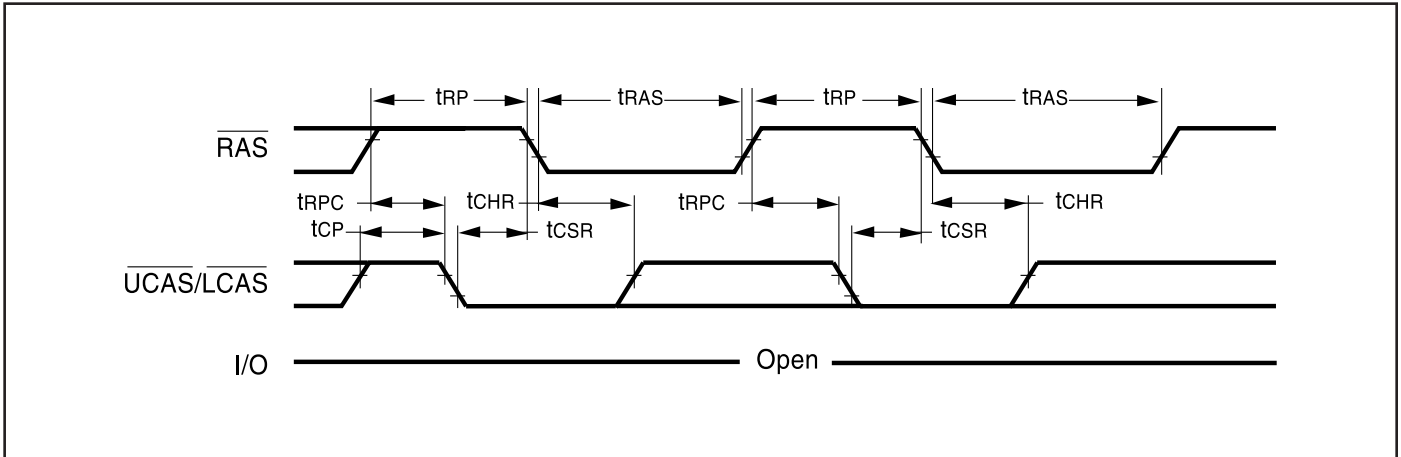 tRP tRAS tRP tRAS
RAS
tRPC tCHR tRPC tCHR
tCP tCSR tCSR
UCAS/LCAS
I/O Open